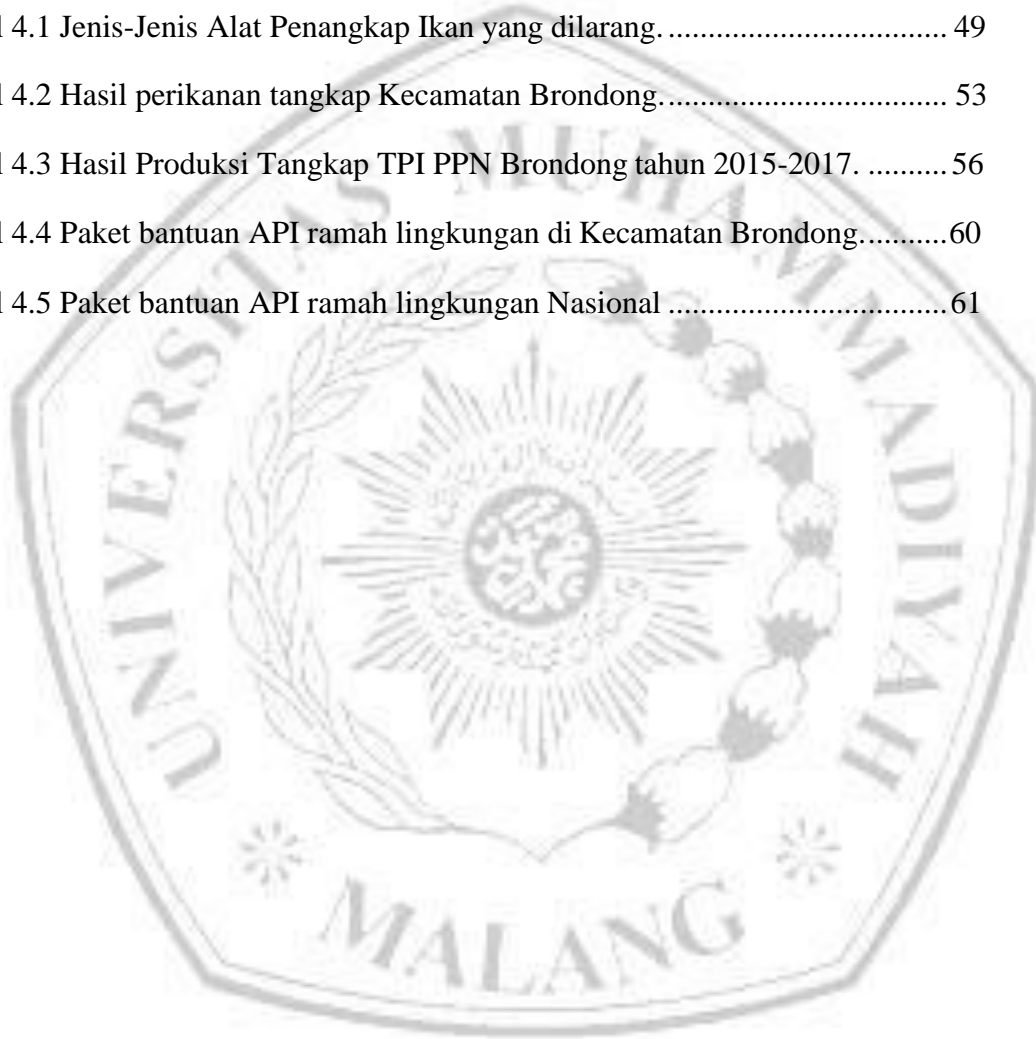 l 4.1 Jenis-Jenis Alat Penangkap Ikan yang dilarang. .................................. 49
l 4.2 Hasil perikanan tangkap Kecamatan Brondong. .................................. 53
l 4.3 Hasil Produksi Tangkap TPI PPN Brondong tahun 2015-2017. .......... 56
l 4.4 Paket bantuan API ramah lingkungan di Kecamatan Brondong. .......... 60
l 4.5 Paket bantuan API ramah lingkungan Nasional .................................. 61
UNIVERSITAS MUHAMMADIYAH
MALANG